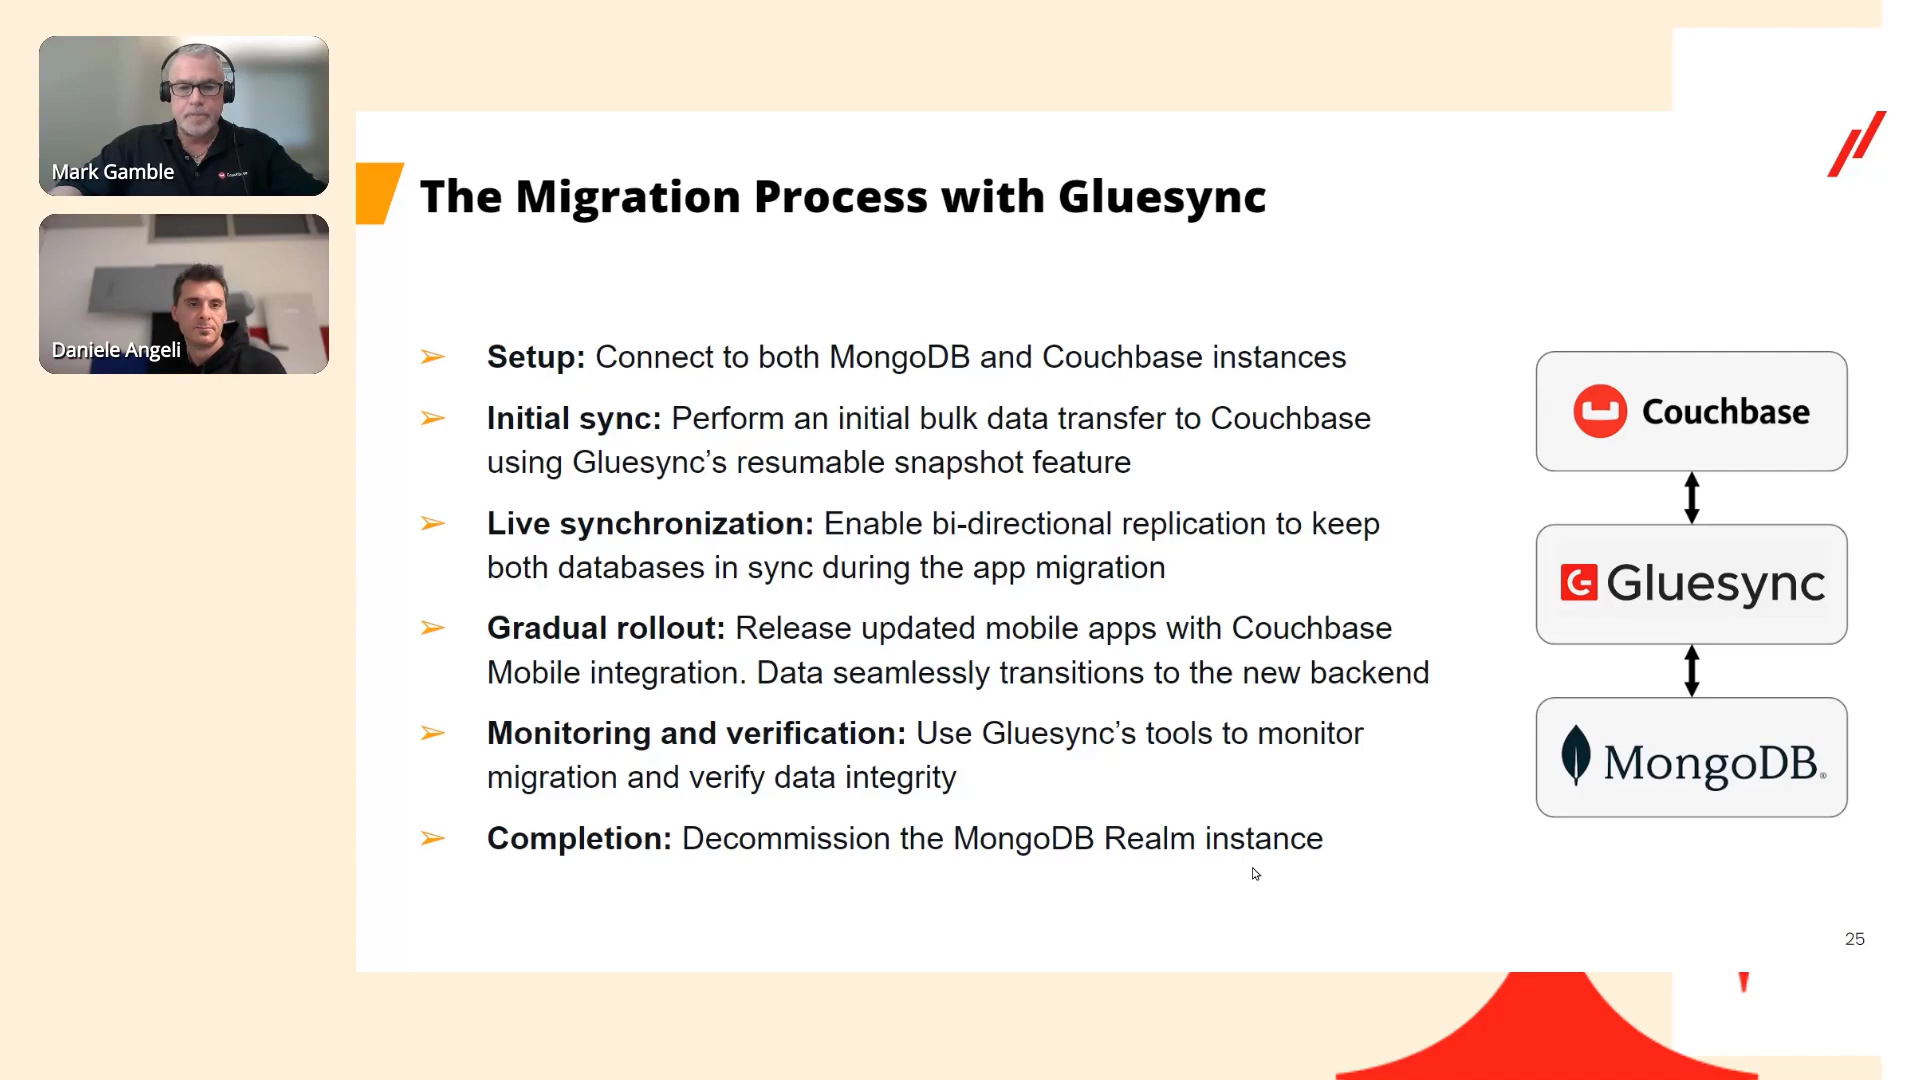 Mark Gamble
Daniele Angeli
The Migration Process with Gluesync
➢ Setup: Connect to both MongoDB and Couchbase instances
➢ Initial sync: Perform an initial bulk data transfer to Couchbase
using Gluesync’s resumable snapshot feature
➢ Live synchronization: Enable bi-directional replication to keep
both databases in sync during the app migration
➢ Gradual rollout: Release updated mobile apps with Couchbase
Mobile integration. Data seamlessly transitions to the new backend
➢ Monitoring and verification: Use Gluesync’s tools to monitor
migration and verify data integrity
➢ Completion: Decommission the MongoDB Realm instance
Couchbase
Gluesync
MongoDB®
25